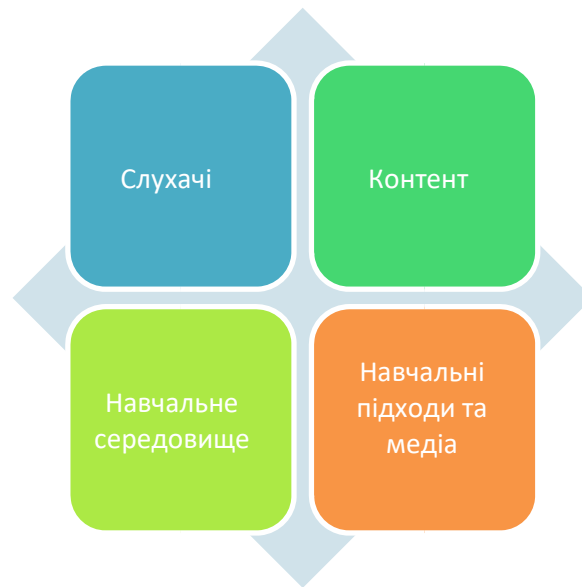 Слухачі
Контент
Навчальне
середовище
Навчальні
підходи та
медіа